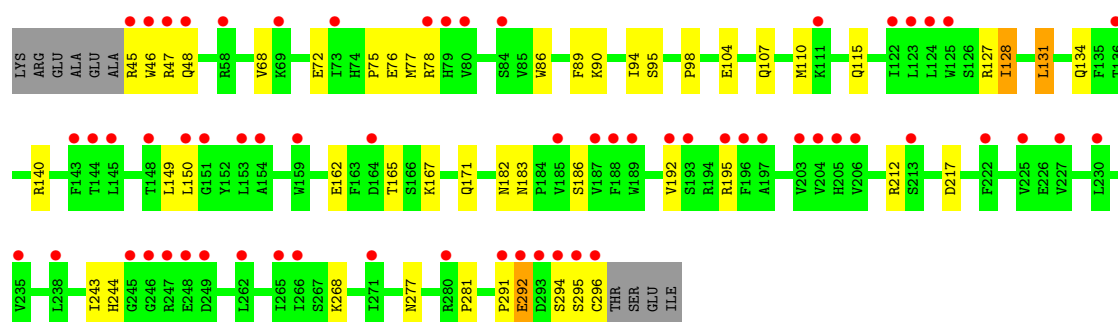 LYS ARG GLU ALA GLU ALA R45 W46 R47 Q48 R58 V68 K69 E72 I73 H74 P75 E76 M77 R78 H79 V80 S84 V85 W86 F89 K90 I94 S95 P98 E104 Q107 M110 K111 Q115 I122 L123 L124 W125 S126 R127 I128 L131 Q134 F135 T136
R140 F143 T144 L145 T148 L149 L150 G151 Y152 L153 A154 W159 E162 F163 D164 T165 S166 K167 Q171 N182 N183 P184 V185 S186 V187 F188 W189 V192 S193 R194 R195 F196 A197 V203 V204 H205 V206 R212 S213 D217 F222 V225 E226 V227 L230
V235 L238 I243 H244 G245 G246 R247 E248 D249 L262 I265 I266 S267 K268 I271 N277 R280 P281 P291 E292 D293 S294 S295 C296 THR SER GLU ILE